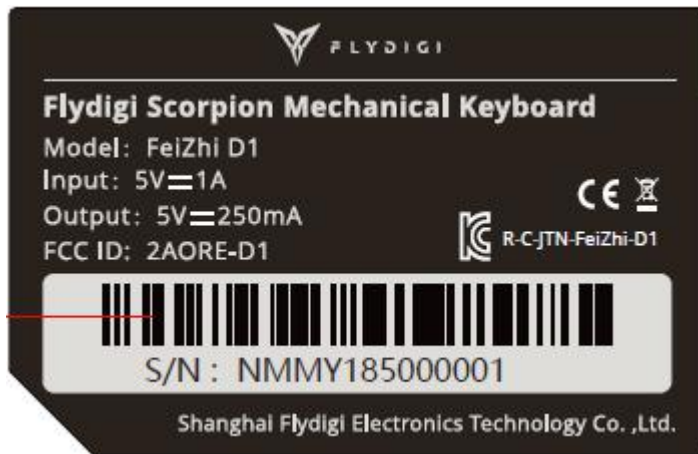 FLYDIGI
Flydigi Scorpion Mechanical Keyboard
Model: FeiZhi D1
Input: 5V⎓1A
Output: 5V⎓250mA
FCC ID: 2AORE-D1
CE
R-C-JTN-FeiZhi-D1
S/N : NMMY185000001
Shanghai Flydigi Electronics Technology Co. ,Ltd.